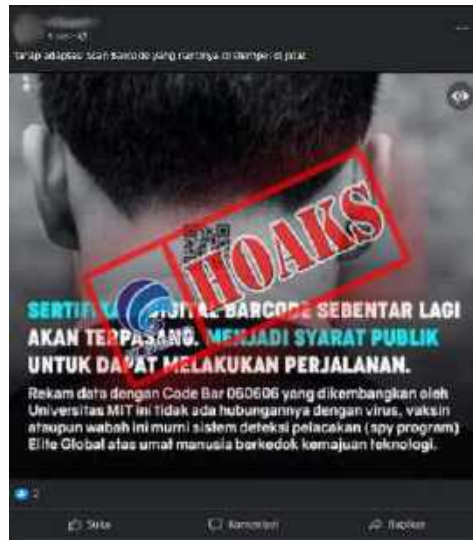 tahap adaptasi scan barcode yang nantinya di stempel di jidat
HOAKS
DIGITAL BARCODE SEBENTAR LAGI
AKAN TERPASANG. MENJADI SYARAT PUBLIK
UNTUK DAPAT MELAKUKAN PERJALANAN.
Rekam data dengan Code Bar 060606 yang dikembangkan oleh
Universitas MIT ini tidak ada hubungannya dengan virus, vaksin
ataupun wabah ini murni sistem deteksi pelacakan (spy program)
Elite Global atas umat manusia berkedok kemajuan teknologi.
2
Suka
Komentari
Bagikan